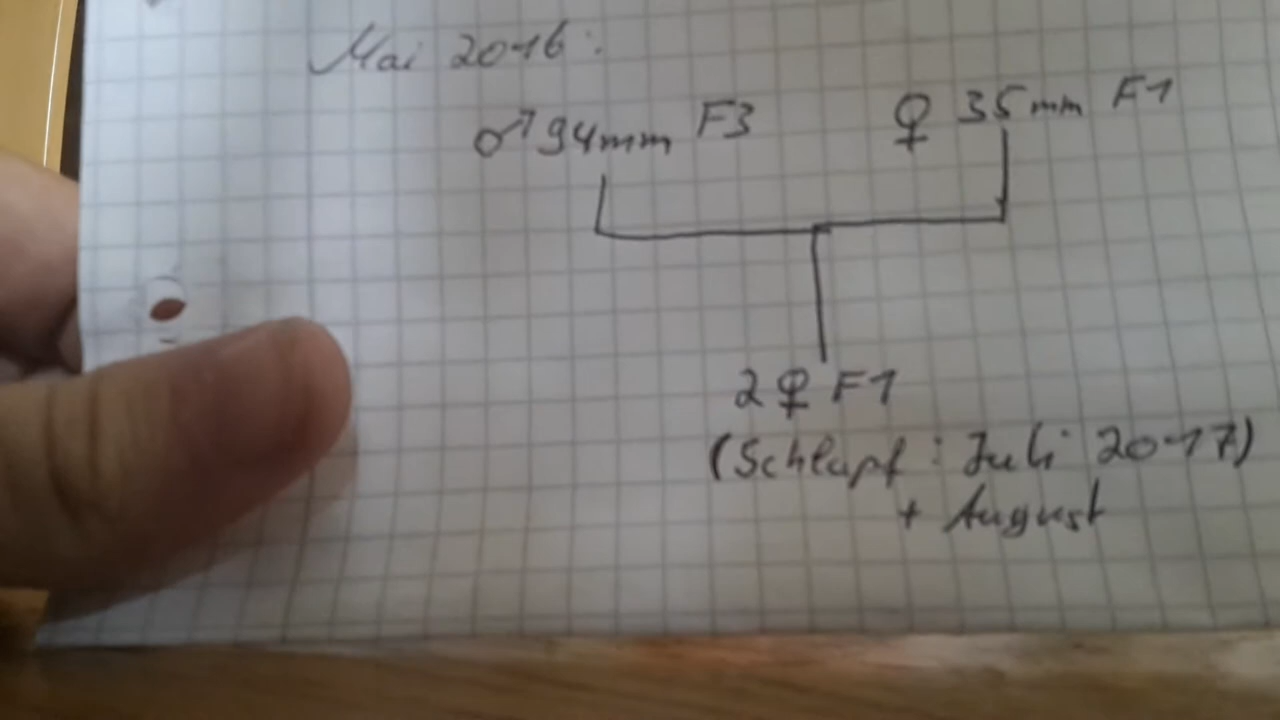 Mai 2016:
♂ 94mm F3 ♀ 35mm F1
2♀ F1
(Schlupf: Juli 2017)
+ August